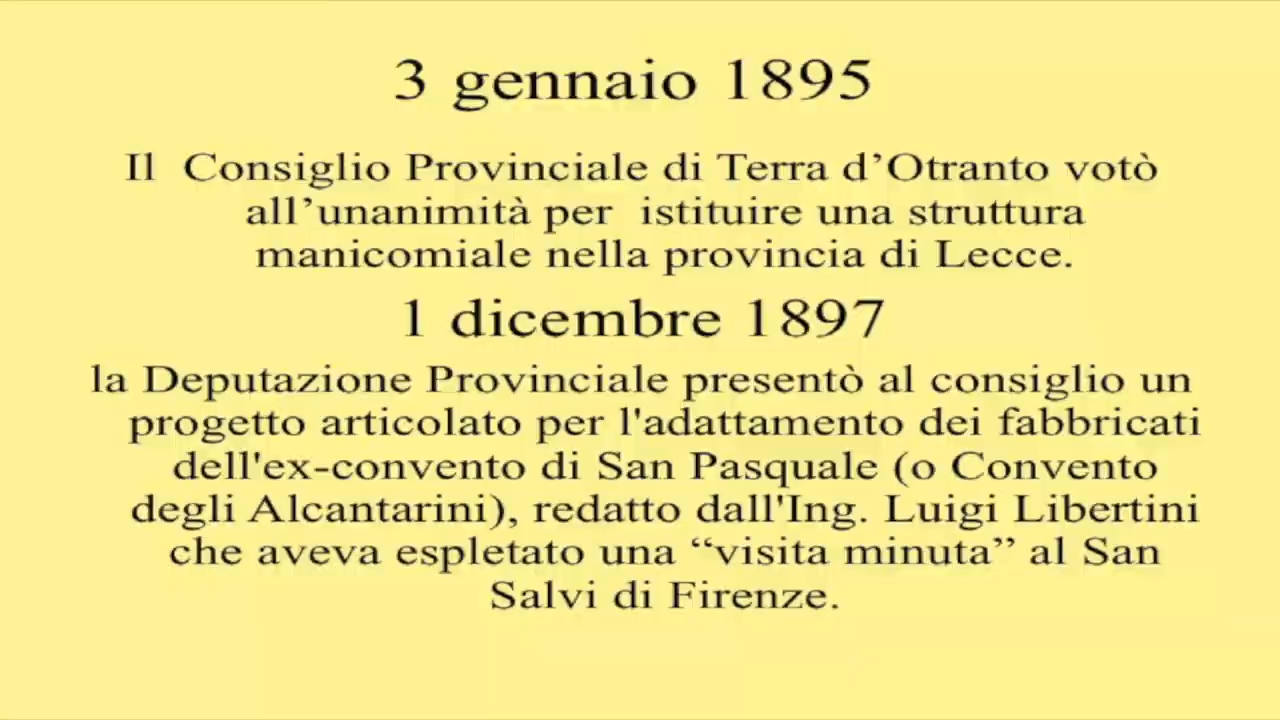 3 gennaio 1895
Il Consiglio Provinciale di Terra d’Otranto votò
all’unanimità per istituire una struttura
manicomiale nella provincia di Lecce.
1 dicembre 1897
la Deputazione Provinciale presentò al consiglio un
progetto articolato per l'adattamento dei fabbricati
dell'ex-convento di San Pasquale (o Convento
degli Alcantarini), redatto dall'Ing. Luigi Libertini
che aveva espletato una “visita minuta” al San
Salvi di Firenze.